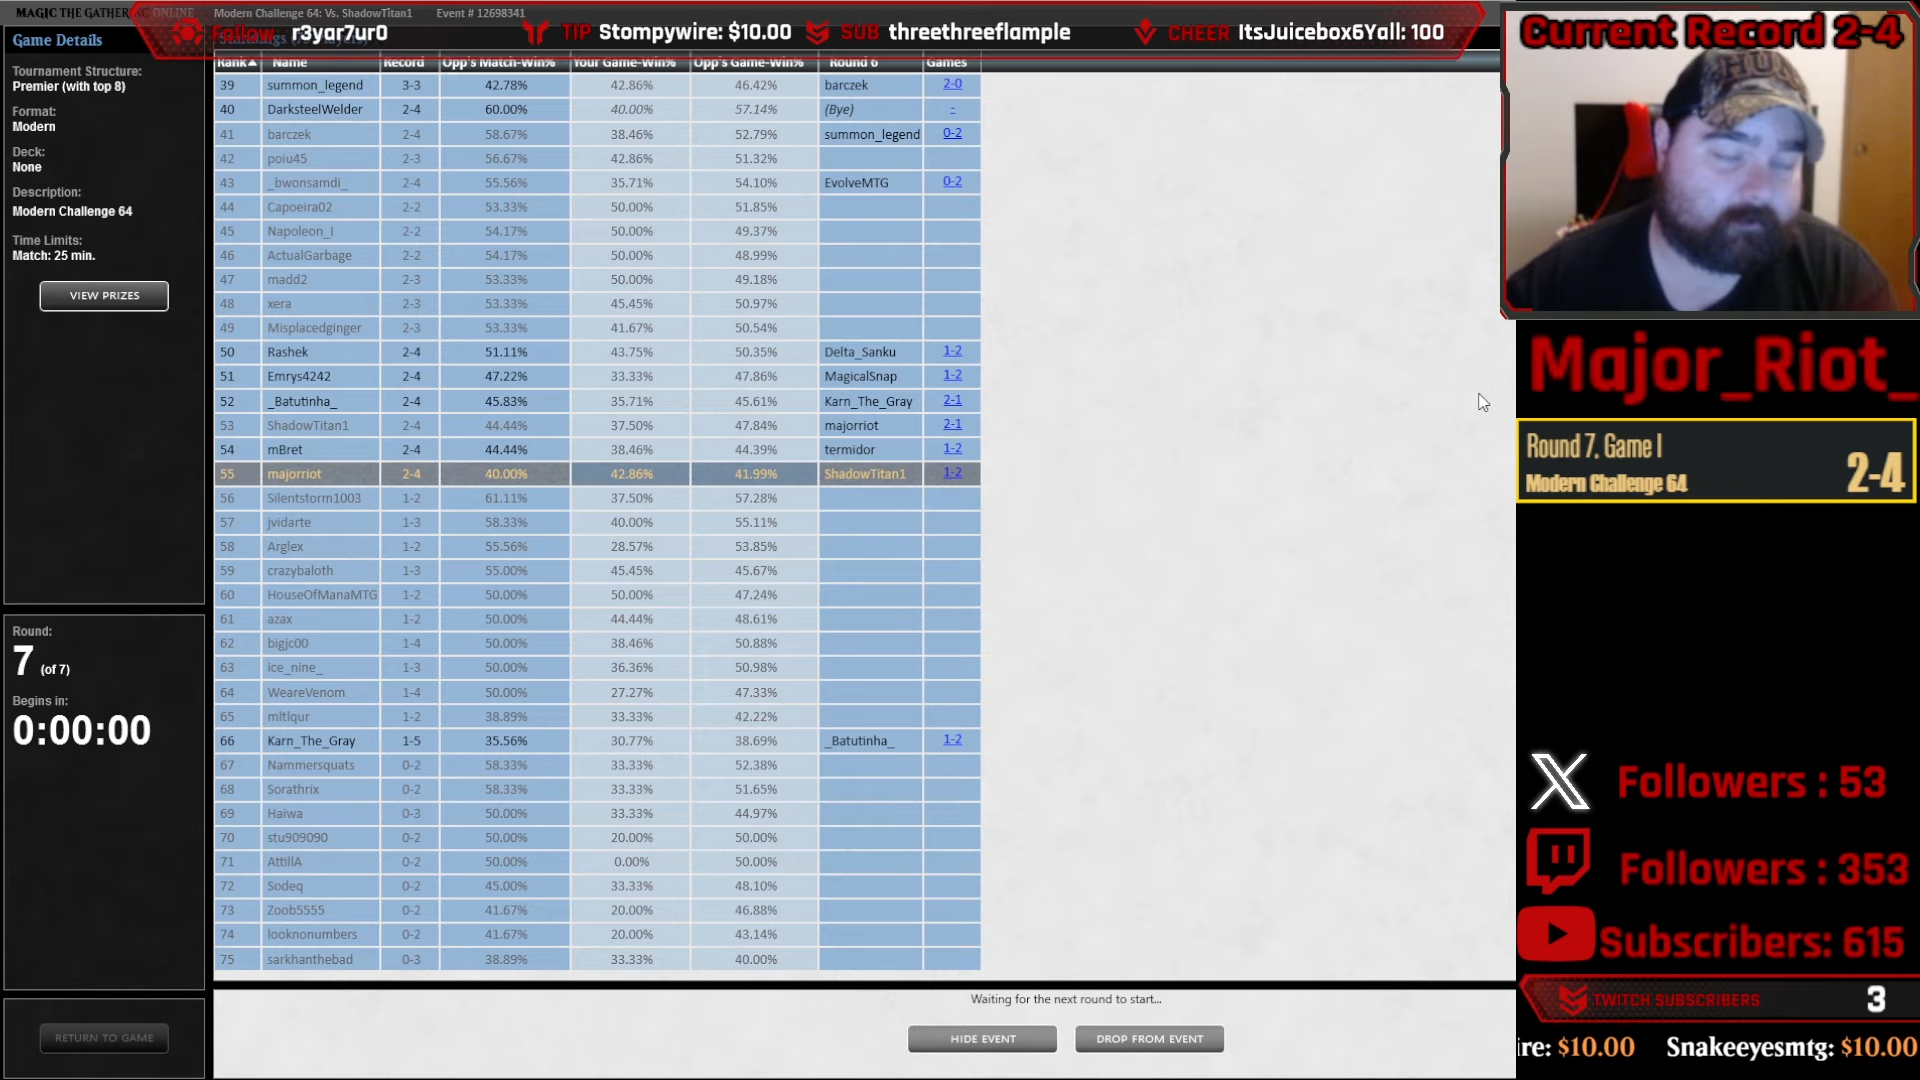 MAGIC THE GATHERING ONLINE
Modern Challenge 64: Vs. ShadowTitan1 Event # 12698341
Follow r3yar7ur0 TIP Stompywire: $10.00 SUB threethreeflample CHEER ItsJuicebox6Yall: 100
Current Record 2-4
Game Details
Tournament Structure:
Premier (with top 8)
Format:
Modern
Deck:
None
Description:
Modern Challenge 64
Time Limits:
Match: 25 min.
VIEW PRIZES
Round:
7 (of 7)
Begins in:
0:00:00
RETURN TO GAME
Rank Name Record Opp's Match-Win% Your Game-Win% Opp's Game-Win% Round 6 Games
39 summon_legend 3-3 42.78% 42.86% 46.42% barczek 2-0
40 DarksteelWelder 2-4 60.00% 40.00% 57.14% (Bye) -
41 barczek 2-4 58.67% 38.46% 52.79% summon_legend 0-2
42 poiu45 2-3 56.67% 42.86% 51.32%
43 _bwonsamdi_ 2-4 55.56% 35.71% 54.10% EvolveMTG 0-2
44 Capoeira02 2-2 53.33% 50.00% 51.85%
45 Napoleon_I 2-2 54.17% 50.00% 49.37%
46 ActualGarbage 2-2 54.17% 50.00% 48.99%
47 madd2 2-3 53.33% 50.00% 49.18%
48 xera 2-3 53.33% 45.45% 50.97%
49 Misplacedginger 2-3 53.33% 41.67% 50.54%
50 Rashek 2-4 51.11% 43.75% 50.35% Delta_Sanku 1-2
51 Emrys4242 2-4 47.22% 33.33% 47.86% MagicalSnap 1-2
52 _Batutinha_ 2-4 45.83% 35.71% 45.61% Karn_The_Gray 2-1
53 ShadowTitan1 2-4 44.44% 37.50% 47.84% majorriot 2-1
54 mBret 2-4 44.44% 38.46% 44.39% termidor 1-2
55 majorriot 2-4 40.00% 42.86% 41.99% ShadowTitan1 1-2
56 Silentstorm1003 1-2 61.11% 37.50% 57.28%
57 jvidarte 1-3 58.33% 40.00% 55.11%
58 Arglex 1-2 55.56% 28.57% 53.85%
59 crazybaloth 1-3 55.00% 45.45% 45.67%
60 HouseOfManaMTG 1-2 50.00% 50.00% 47.24%
61 azax 1-2 50.00% 44.44% 48.61%
62 bigjc00 1-4 50.00% 38.46% 50.88%
63 ice_nine_ 1-3 50.00% 36.36% 50.98%
64 WeareVenom 1-4 50.00% 27.27% 47.33%
65 mltlqur 1-2 38.89% 33.33% 42.22%
66 Karn_The_Gray 1-5 35.56% 30.77% 38.69% _Batutinha_ 1-2
67 Nammersquats 0-2 58.33% 33.33% 52.38%
68 Sorathrix 0-2 58.33% 33.33% 51.65%
69 Haiwa 0-3 50.00% 33.33% 44.97%
70 stu909090 0-2 50.00% 20.00% 50.00%
71 AttillA 0-2 50.00% 0.00% 50.00%
72 Sodeq 0-2 45.00% 33.33% 48.10%
73 Zoob5555 0-2 41.67% 20.00% 46.88%
74 looknonumbers 0-2 41.67% 20.00% 43.14%
75 sarkhanthebad 0-3 38.89% 33.33% 40.00%
Waiting for the next round to start...
HIDE EVENT DROP FROM EVENT
Major_Riot_
Round 7. Game 1
Modern Challenge 64
2-4
Followers : 53
Followers : 353
Subscribers: 615
TWITCH SUBSCRIBERS 3
ire: $10.00 Snakeeyesmtg: $10.00